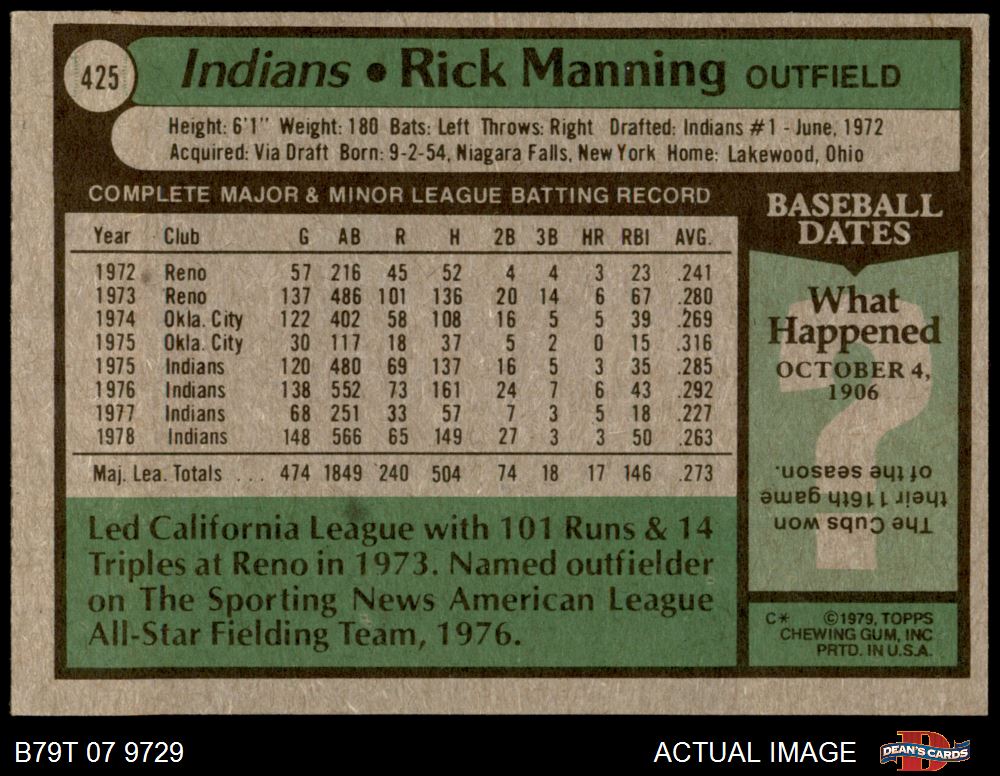 425
Indians • Rick Manning OUTFIELD
Height: 6'1" Weight: 180 Bats: Left Throws: Right Drafted: Indians #1 - June, 1972
Acquired: Via Draft Born: 9-2-54, Niagara Falls, New York Home: Lakewood, Ohio
COMPLETE MAJOR & MINOR LEAGUE BATTING RECORD
Year Club G AB R H 2B 3B HR RBI AVG.
1972 Reno 57 216 45 52 4 4 3 23 .241
1973 Reno 137 486 101 136 20 14 6 67 .280
1974 Okla. City 122 402 58 108 16 5 5 39 .269
1975 Okla. City 30 117 18 37 5 2 0 15 .316
1975 Indians 120 480 69 137 16 5 3 35 .285
1976 Indians 138 552 73 161 24 7 6 43 .292
1977 Indians 68 251 33 57 7 3 5 18 .227
1978 Indians 148 566 65 149 27 3 3 50 .263
Maj. Lea. Totals . . . 474 1849 240 504 74 18 17 146 .273
Led California League with 101 Runs & 14
Triples at Reno in 1973. Named outfielder
on The Sporting News American League
All-Star Fielding Team, 1976.
BASEBALL
DATES
What
Happened
OCTOBER 4,
1906
?
The Cubs won
their 116th game
of the season.
C* ©1979, TOPPS
CHEWING GUM, INC
PRTD. IN U.S.A.
B79T 07 9729
ACTUAL IMAGE
D
DEAN'S CARDS